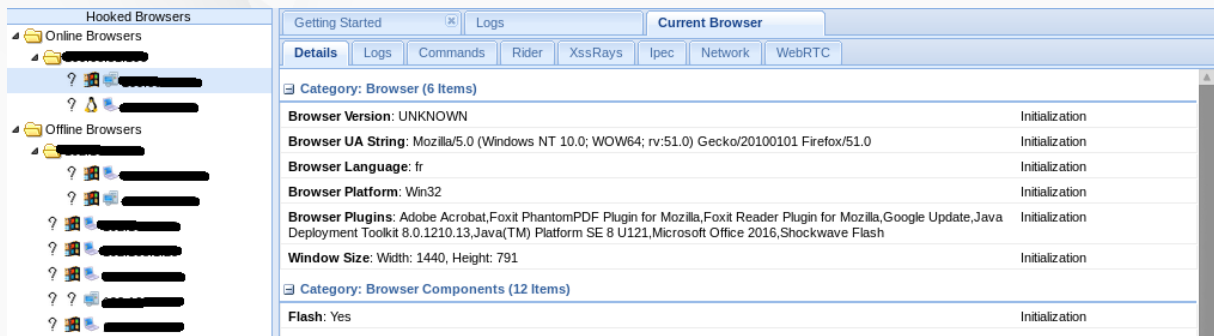 Hooked Browsers
Online Browsers
?
?
Offline Browsers
?
?
?
?
?
? ?
?
Getting Started
Logs
Current Browser
Details
Logs
Commands
Rider
XssRays
Ipec
Network
WebRTC
Category: Browser (6 Items)
Browser Version: UNKNOWN Initialization
Browser UA String: Mozilla/5.0 (Windows NT 10.0; WOW64; rv:51.0) Gecko/20100101 Firefox/51.0 Initialization
Browser Language: fr Initialization
Browser Platform: Win32 Initialization
Browser Plugins: Adobe Acrobat,Foxit PhantomPDF Plugin for Mozilla,Foxit Reader Plugin for Mozilla,Google Update,Java Initialization
Deployment Toolkit 8.0.1210.13,Java(TM) Platform SE 8 U121,Microsoft Office 2016,Shockwave Flash
Window Size: Width: 1440, Height: 791 Initialization
Category: Browser Components (12 Items)
Flash: Yes Initialization